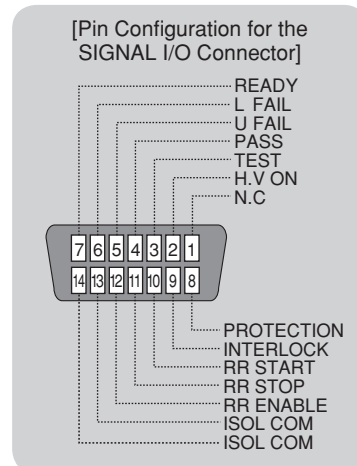 [Pin Configuration for the
SIGNAL I/O Connector]
READY
L FAIL
U FAIL
PASS
TEST
H.V ON
N.C
7 6 5 4 3 2 1
14 13 12 11 10 9 8
PROTECTION
INTERLOCK
RR START
RR STOP
RR ENABLE
ISOL COM
ISOL COM